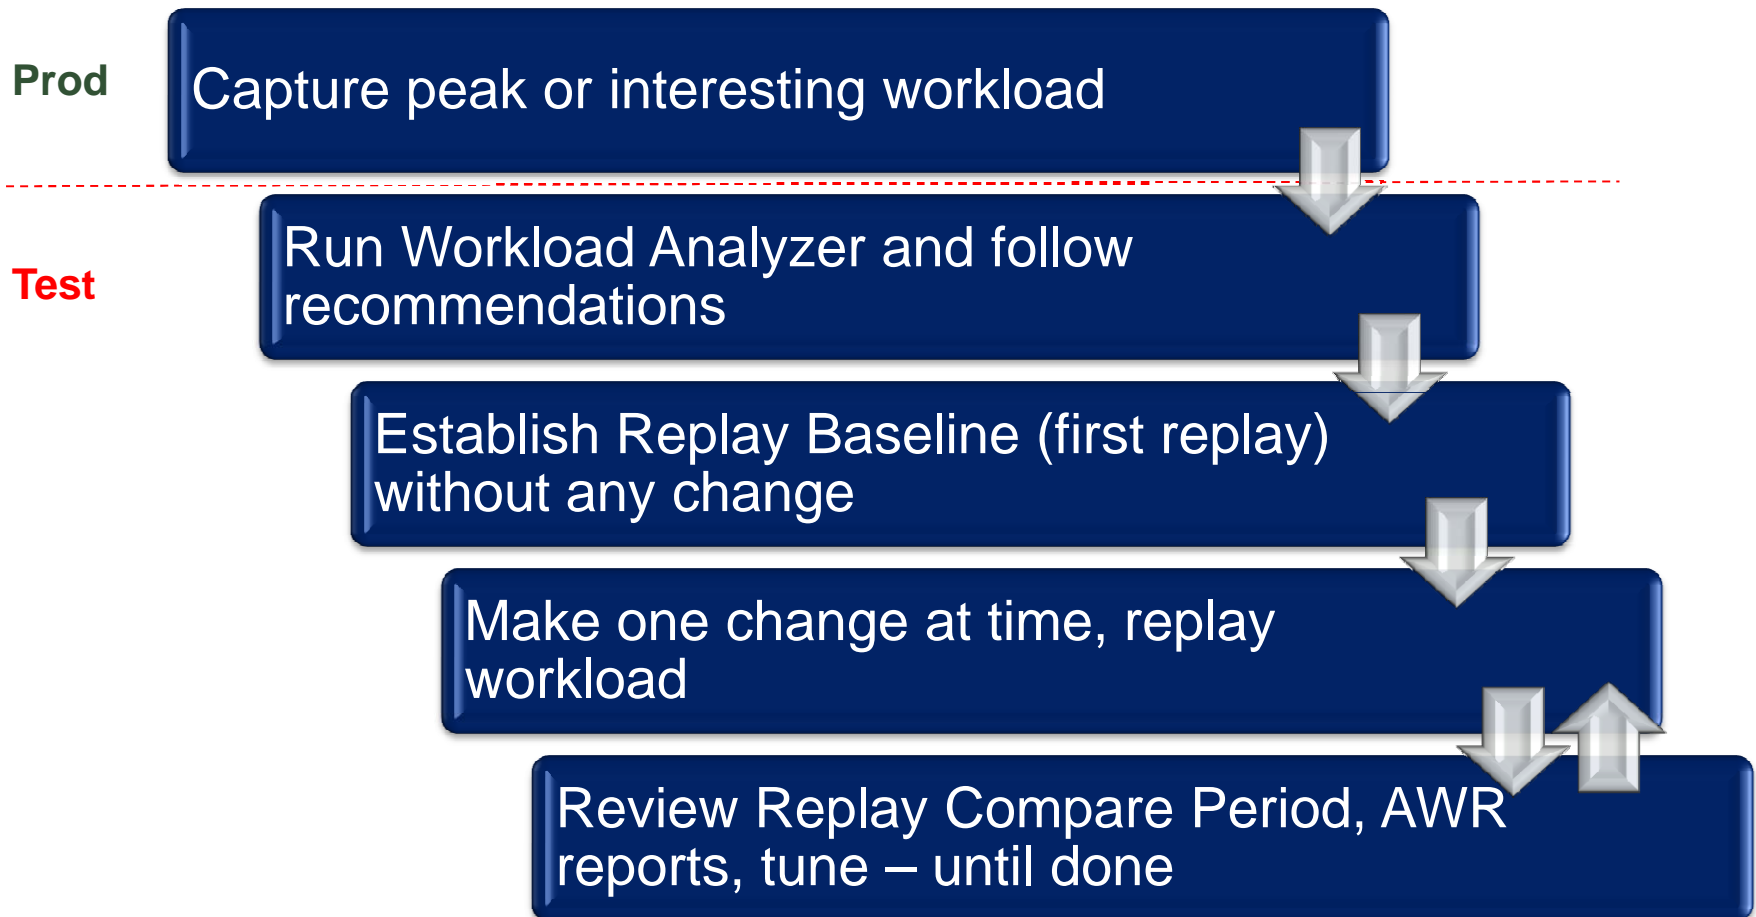 Prod
Capture peak or interesting workload
Run Workload Analyzer and follow
recommendations
Test
Establish Replay Baseline (first replay)
without any change
Make one change at time, replay
workload
Review Replay Compare Period, AWR
reports, tune – until done